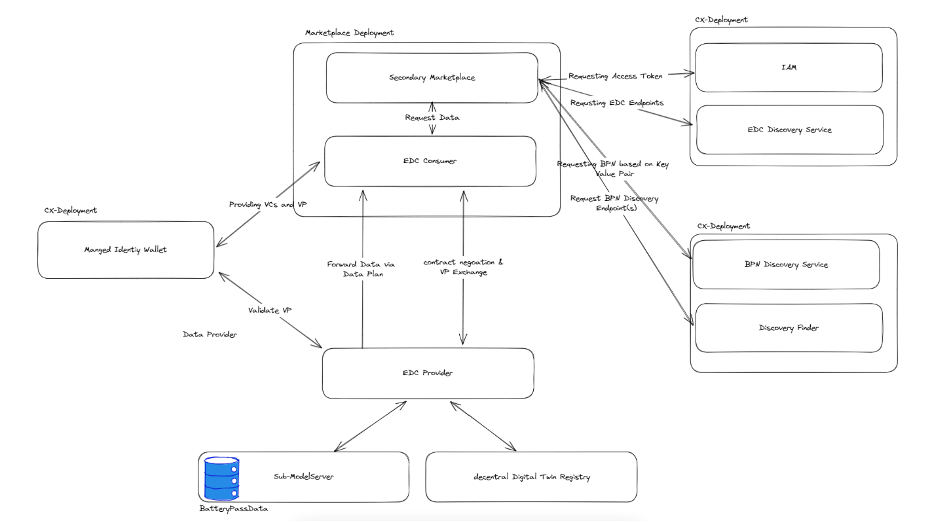 CX-Deployment
Marketplace Deployment
Secondary Marketplace
Requesting Access Token
IAM
Request Data
Requsting EDC Endpoints
EDC Discovery Service
EDC Consumer
Requesting BPN based on Key
Value Pair
Providing VCs and VP
Request BPN Discovery
Endpoint(s)
CX-Deployment
CX-Deployment
Manged Identiy Wallet
BPN Discovery Service
Forward Data via
Data Plan
contract negoation &
VP Exchange
Validate VP
Discovery Finder
Data Provider
EDC Provider
Sub-ModelServer
decentral Digital Twin Registry
BatteryPassData